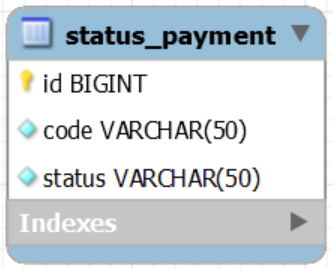 status_payment
id BIGINT
code VARCHAR(50)
status VARCHAR(50)
Indexes